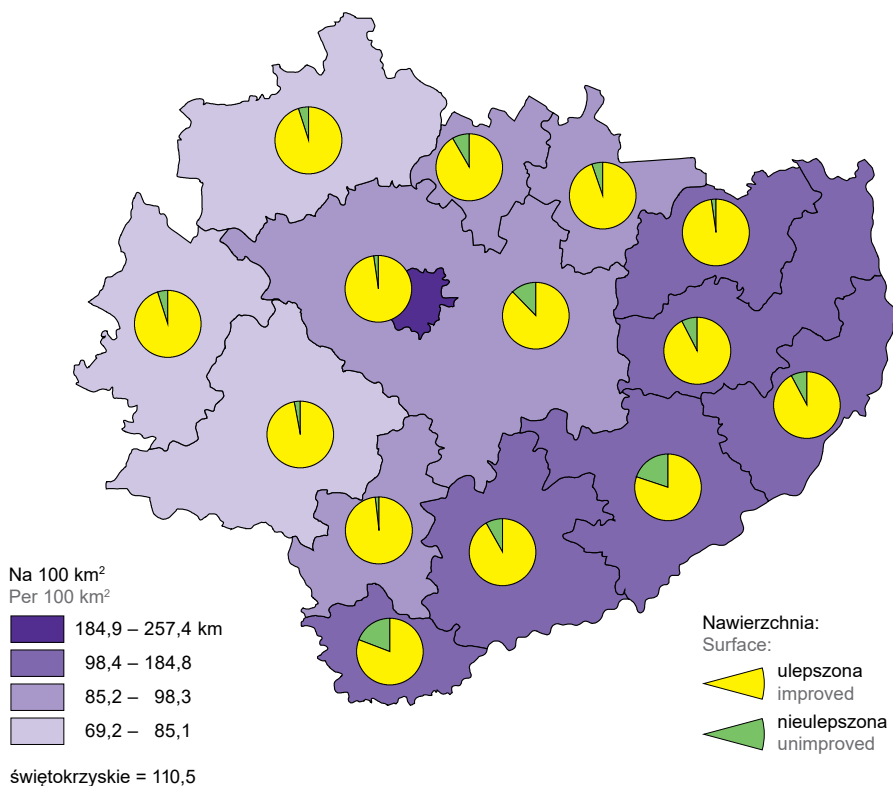 Na 100 km²
Per 100 km²
184,9 – 257,4 km
98,4 – 184,8
85,2 – 98,3
69,2 – 85,1
świętokrzyskie = 110,5
Nawierzchnia:
Surface:
ulepszona
improved
nieulepszona
unimproved